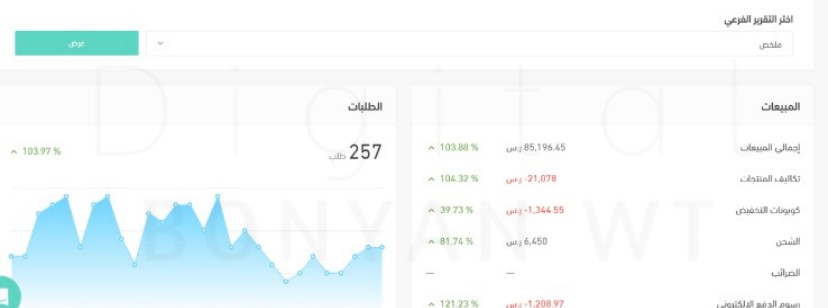 اختر التقرير الفرعي
ملخص
عرض
المبيعات
إجمالي المبيعات 85,196.45 ر.س 103.88 %
تكاليف المنتجات 21,078- ر.س 104.32 %
كوبونات التخفيض 1,344.55- ر.س 39.73 %
الشحن 6,450 ر.س 81.74 %
الضرائب — —
رسوم الدفع الإلكتروني 1,208.97- ر.س 121.23 %
الطلبات
257 طلب 103.97 %
Digital
BONYAN WT